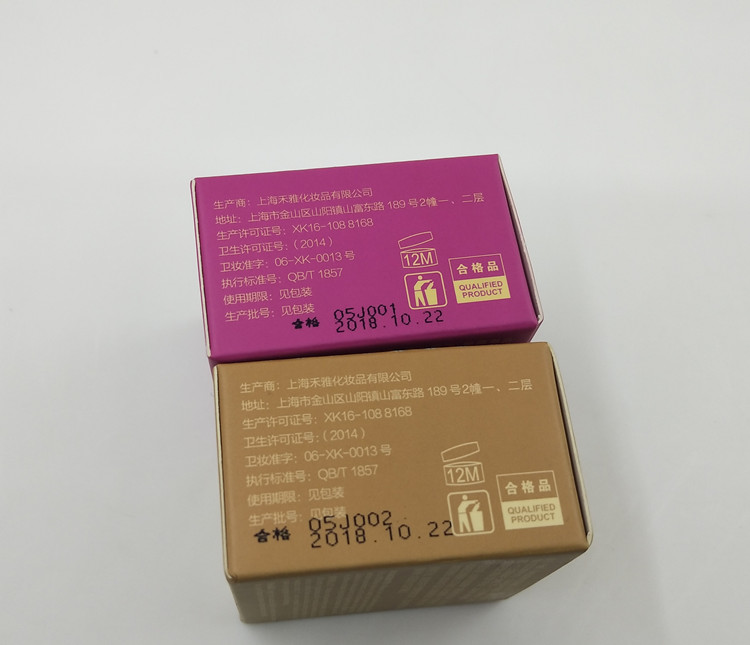 生产商：上海禾雅化妆品有限公司
地址：上海市金山区山阳镇山富东路 189 号2幢一、二层
生产许可证号：XK16-108 8168
卫生许可证号：(2014)
卫妆准字：06-XK-0013 号
执行标准号：QB/T 1857
使用期限：见包装
生产批号：见包装
12M
合格品
QUALIFIED
PRODUCT
合格 05J001
2018.10.22
生产商：上海禾雅化妆品有限公司
地址：上海市金山区山阳镇山富东路 189 号2幢一、二层
生产许可证号：XK16-108 8168
卫生许可证号：(2014)
卫妆准字：06-XK-0013 号
执行标准号：QB/T 1857
使用期限：见包装
生产批号：见包装
12M
合格品
QUALIFIED
PRODUCT
合格 05J002
2018.10.22